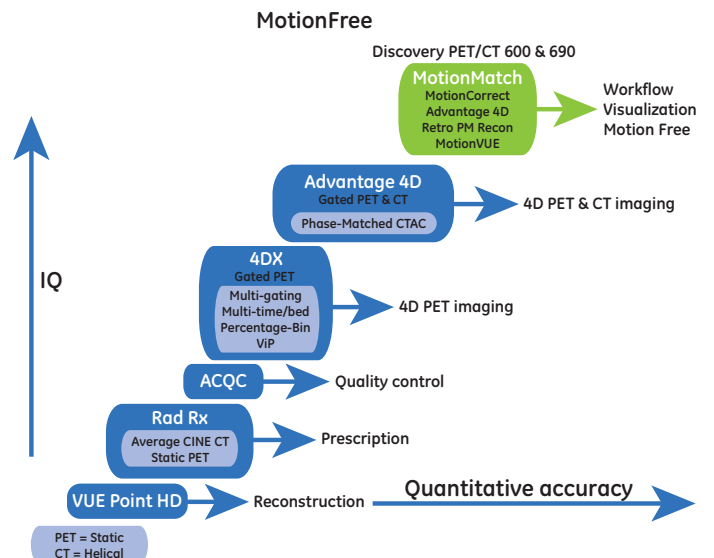 MotionFree
Discovery PET/CT 600 & 690
MotionMatch
MotionCorrect
Advantage 4D
Retro PM Recon
MotionVUE
Workflow
Visualization
Motion Free
Advantage 4D
Gated PET & CT
Phase-Matched CTAC
4D PET & CT imaging
IQ
4DX
Gated PET
Multi-gating
Multi-time/bed
Percentage-Bin
ViP
4D PET imaging
ACQC
Quality control
Rad Rx
Average CINE CT
Static PET
Prescription
VUE Point HD
Reconstruction
Quantitative accuracy
PET = Static
CT = Helical